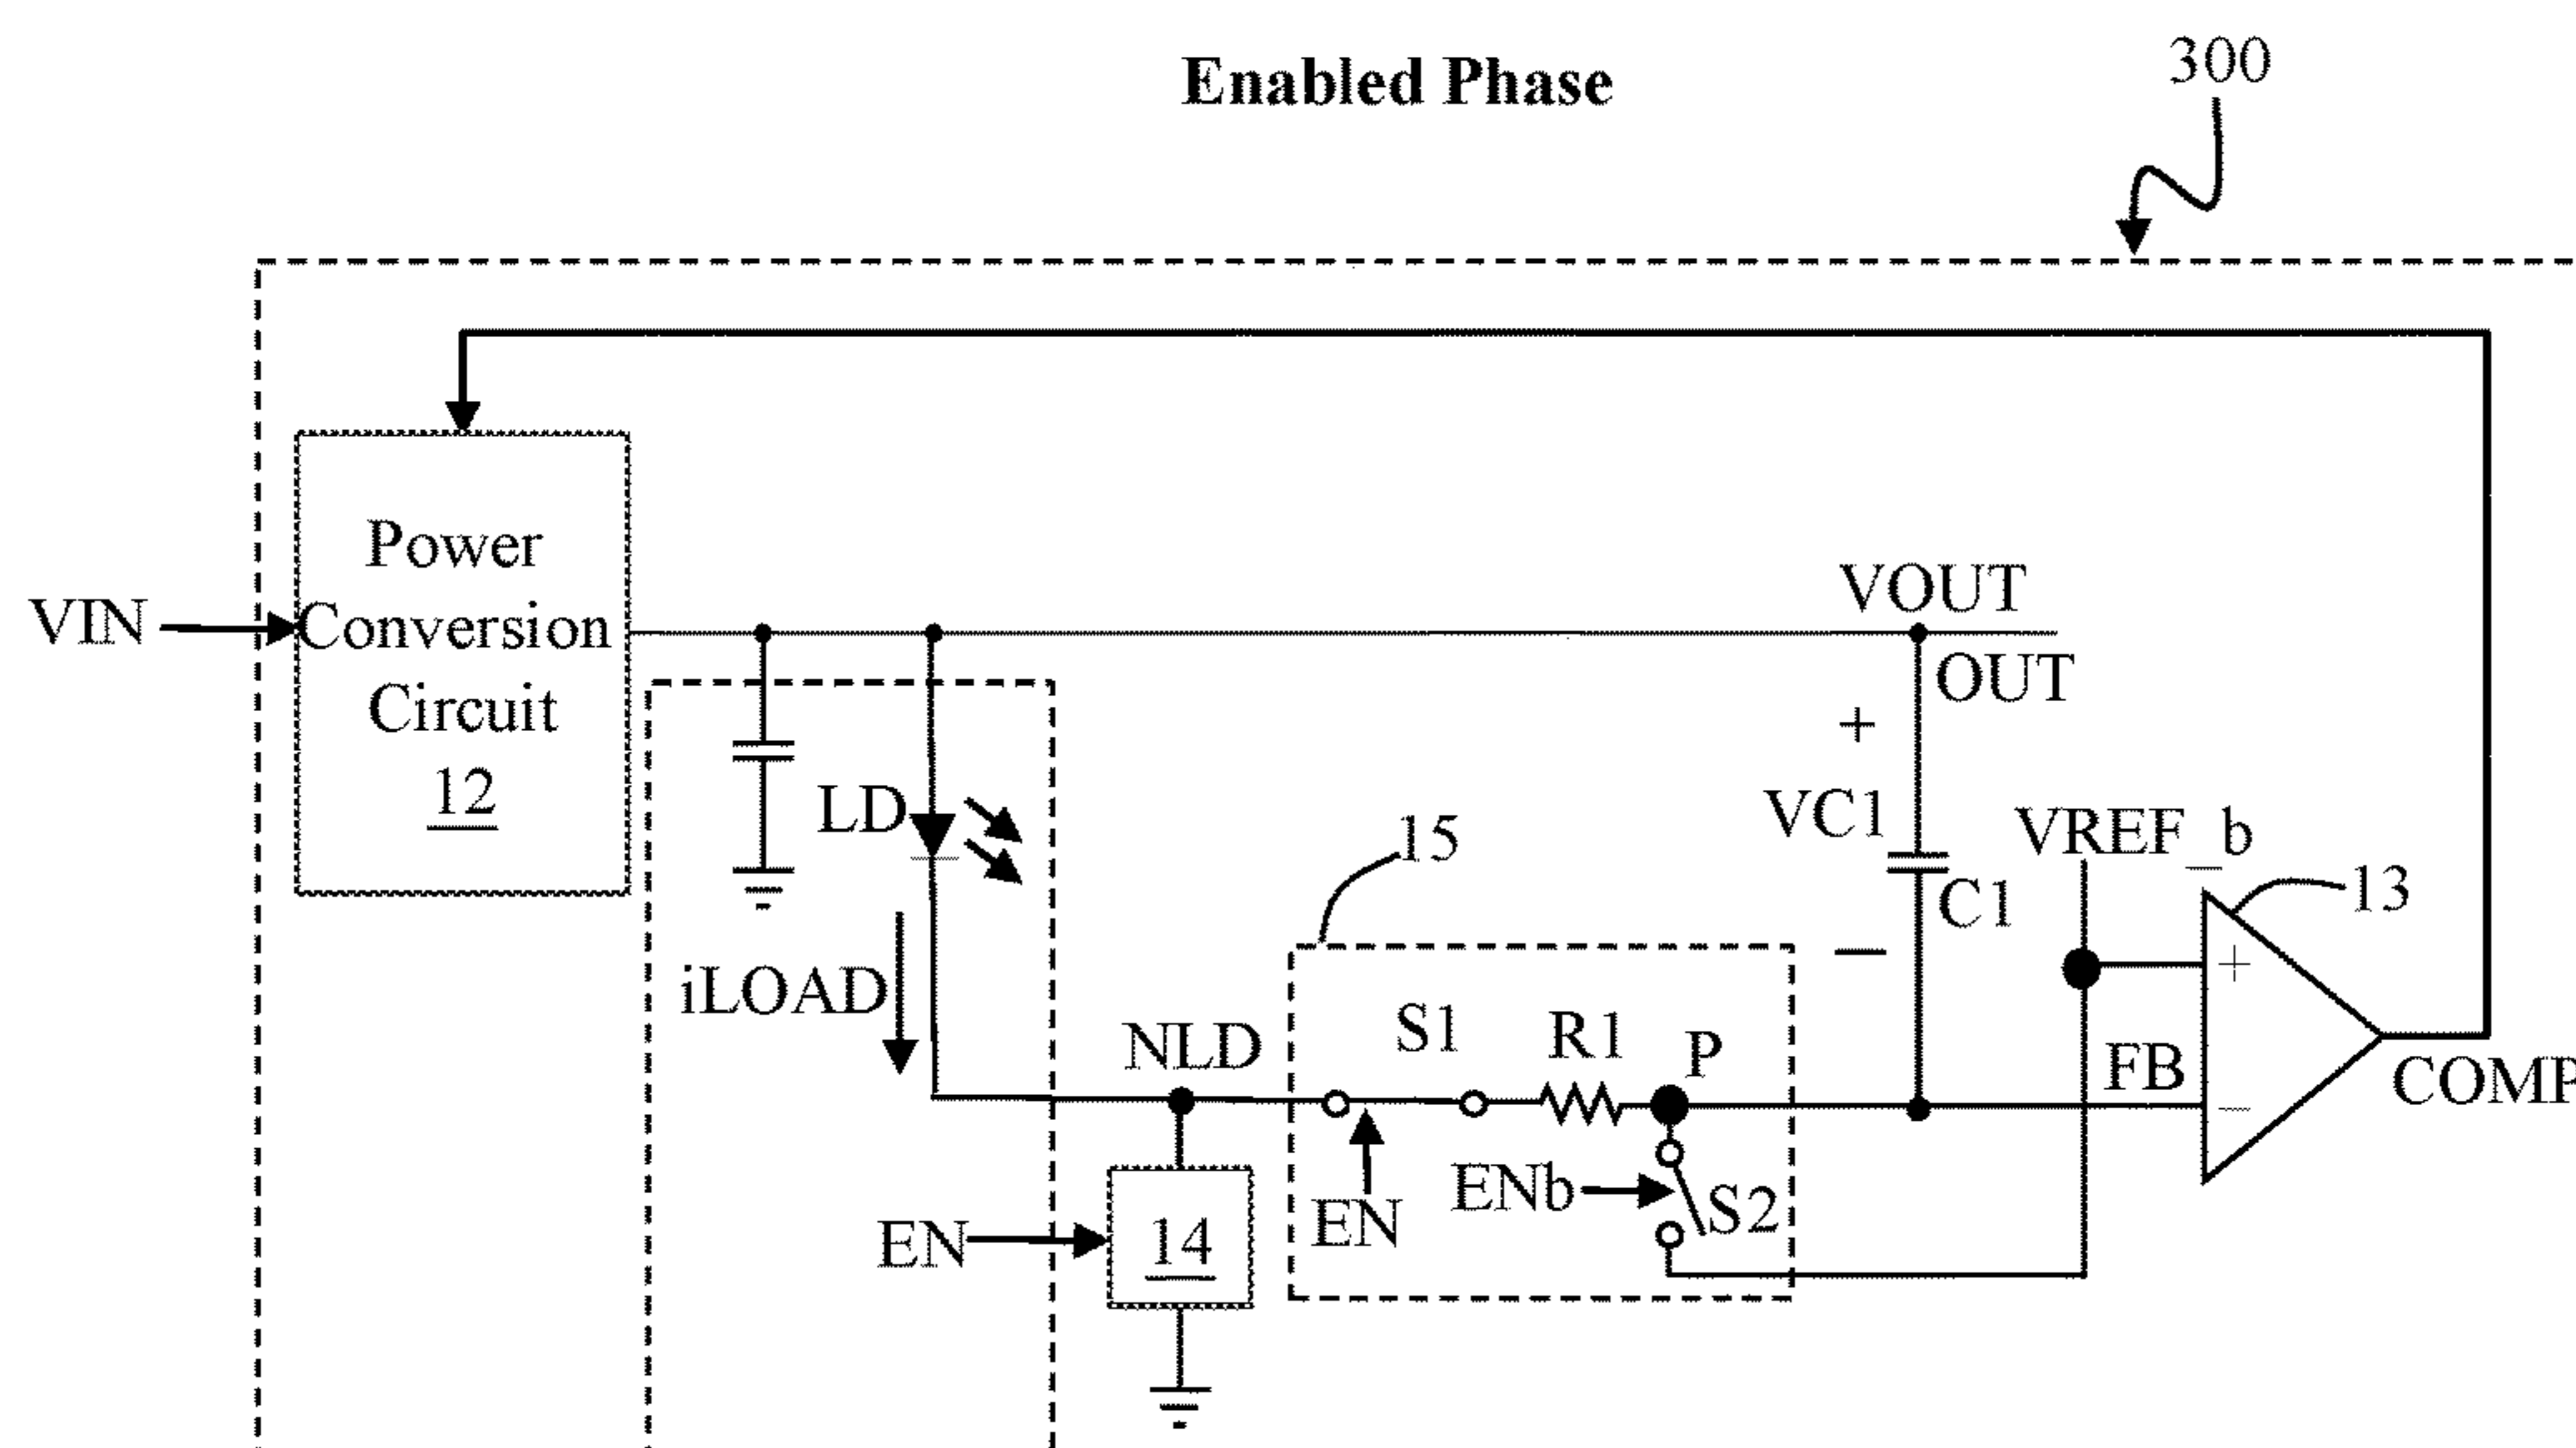 Enabled Phase
300
Power
Conversion
Circuit
12
VIN
VOUT
OUT
+
VC1
C1
−
LD
iLOAD
15
VREF_b
13
+
−
FB
COMP
NLD
S1
R1
P
EN
ENb
S2
EN
14